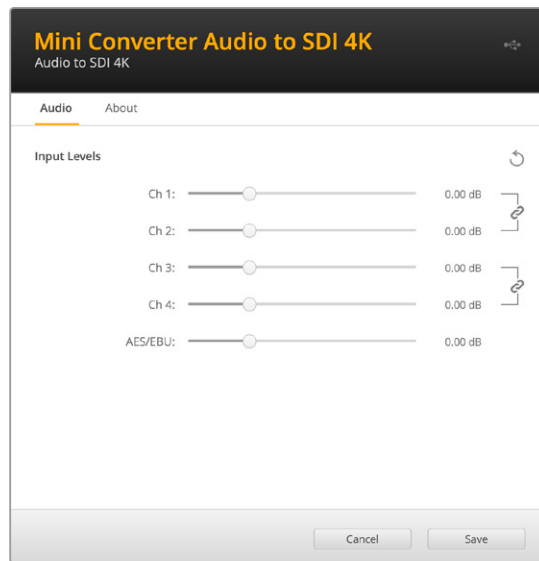 Mini Converter Audio to SDI 4K
Audio to SDI 4K
Audio About
Input Levels
Ch 1: 0.00 dB
Ch 2: 0.00 dB
Ch 3: 0.00 dB
Ch 4: 0.00 dB
AES/EBU: 0.00 dB
Cancel Save